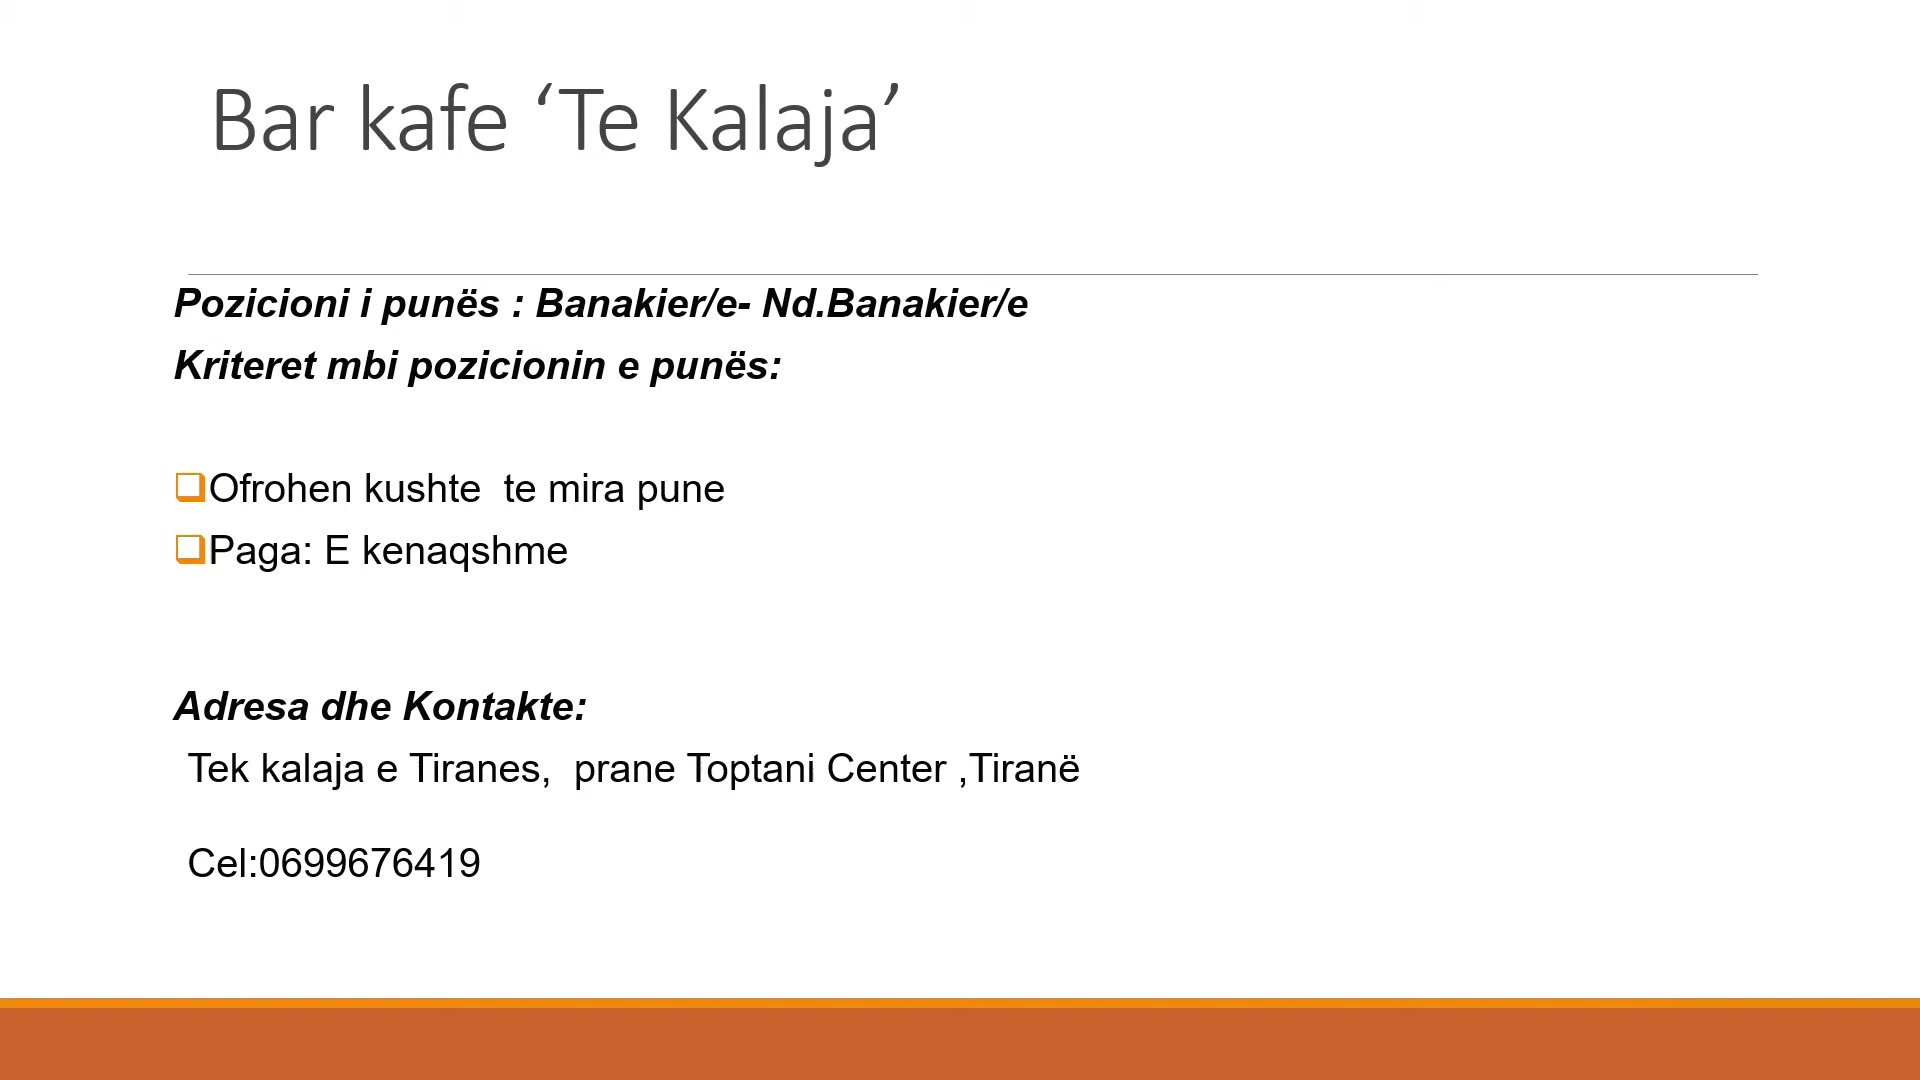 Bar kafe ‘Te Kalaja’
Pozicioni i punës : Banakier/e- Nd.Banakier/e
Kriteret mbi pozicionin e punës:
Ofrohen kushte  te mira pune
Paga: E kenaqshme
Adresa dhe Kontakte:
Tek kalaja e Tiranes,  prane Toptani Center ,Tiranë
Cel:0699676419